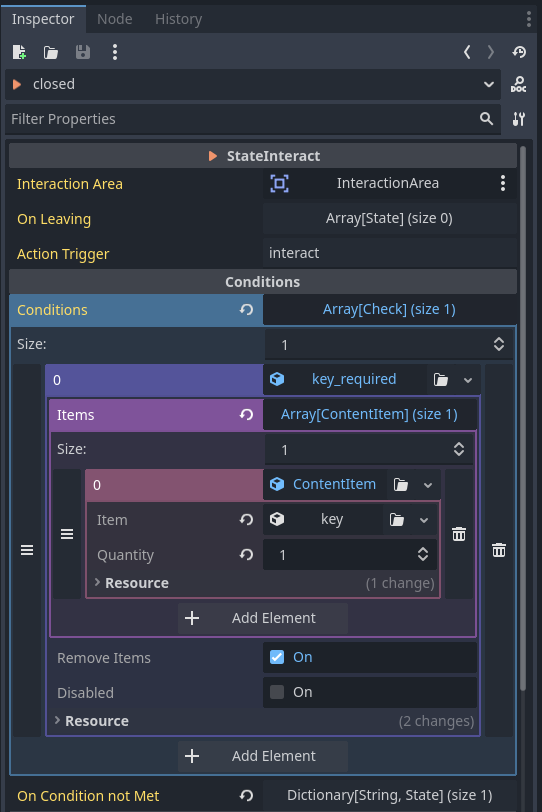 Inspector Node History
closed
DOC
Filter Properties
StateInteract
Interaction Area InteractionArea
On Leaving Array[State] (size 0)
Action Trigger interact
Conditions
Conditions Array[Check] (size 1)
Size: 1
0 key_required
Items Array[ContentItem] (size 1)
Size: 1
0 ContentItem
Item key
Quantity 1
Resource (1 change)
Add Element
Remove Items On
Disabled On
Resource (2 changes)
Add Element
On Condition not Met Dictionary[String, State] (size 1)